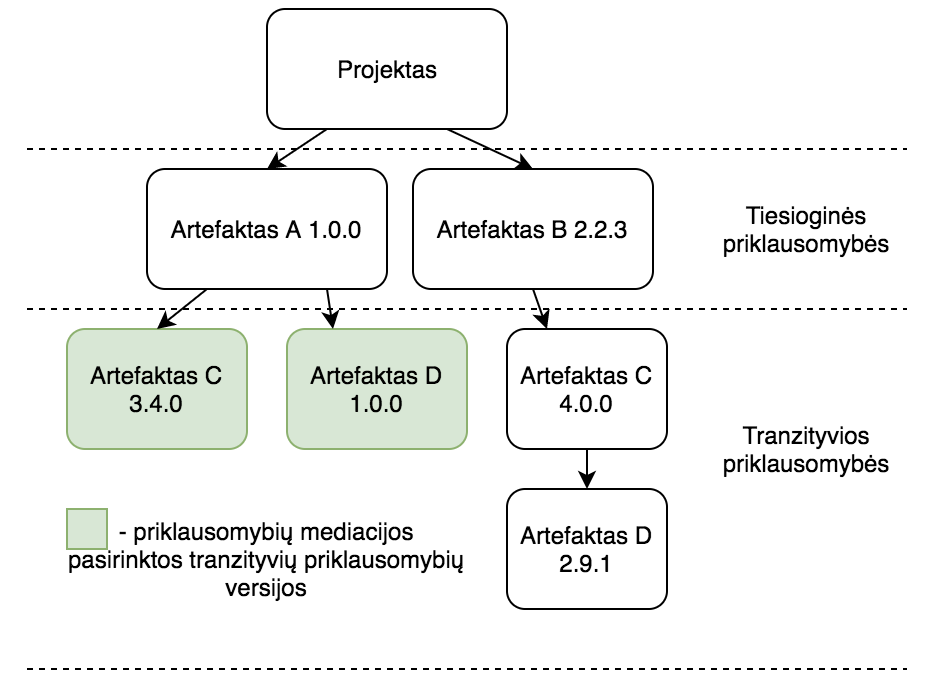 Projektas
Artefaktas A 1.0.0
Artefaktas B 2.2.3
Tiesioginės
priklausomybės
Artefaktas C
3.4.0
Artefaktas D
1.0.0
Artefaktas C
4.0.0
Tranzityvios
priklausomybės
Artefaktas D
2.9.1
- priklausomybių mediacijos
pasirinktos tranzityvių priklausomybių
versijos